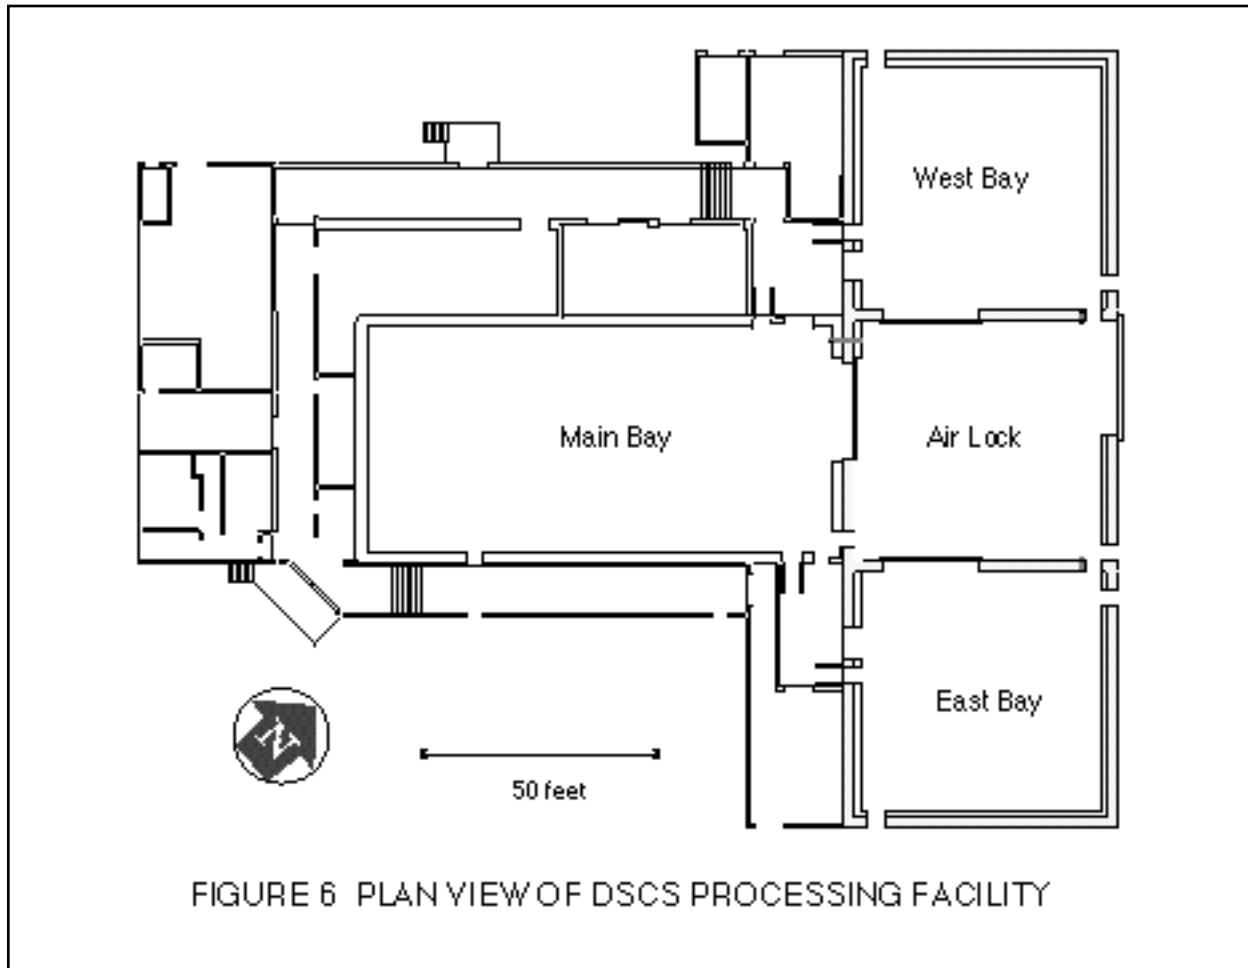 West Bay
Main Bay
Air Lock
East Bay
N
50 feet
FIGURE 6 PLAN VIEW OF DSCS PROCESSING FACILITY